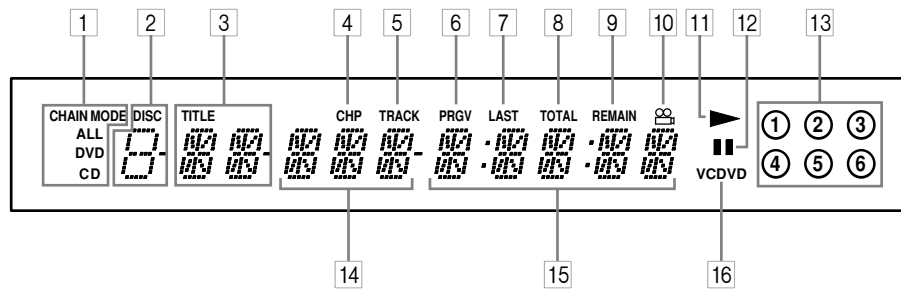 1 2 3 4 5 6 7 8 9 10 11 12 13
CHAIN MODE DISC TITLE CHP TRACK PRGV LAST TOTAL REMAIN
ALL
DVD
CD
VCDVD
1 2 3
4 5 6
14 15 16